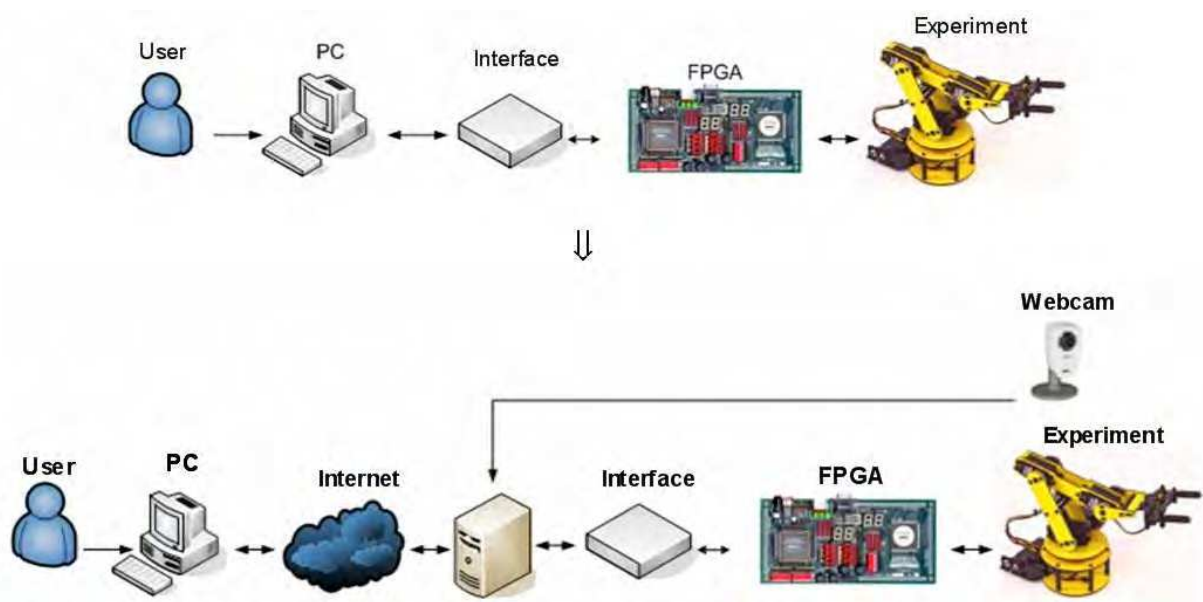 User
PC
Interface
FPGA
Experiment
Webcam
User
PC
Internet
Interface
FPGA
Experiment